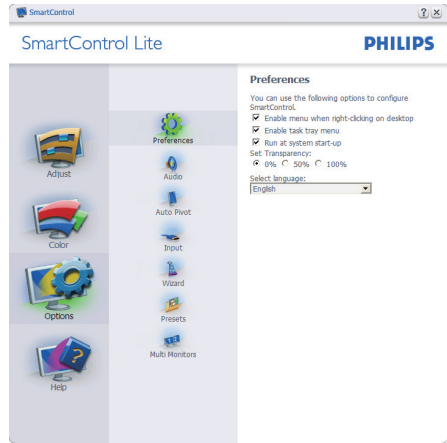 SmartControl
SmartControl Lite
PHILIPS
Adjust
Color
Options
Help
Preferences
Audio
Auto Pivot
Input
Wizard
Presets
Multi Monitors
Preferences
You can use the following options to configure
SmartControl.
Enable menu when right-clicking on desktop
Enable task tray menu
Run at system start-up
Set Transparency:
0% 50% 100%
Select language:
English